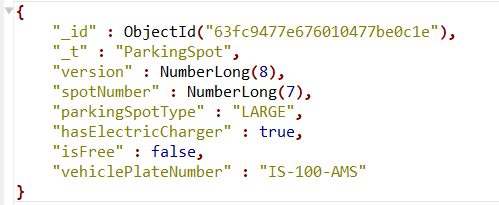 {
"_id" : ObjectId("63fc9477e676010477be0c1e"),
"_t" : "ParkingSpot",
"version" : NumberLong(8),
"spotNumber" : NumberLong(7),
"parkingSpotType" : "LARGE",
"hasElectricCharger" : true,
"isFree" : false,
"vehiclePlateNumber" : "IS-100-AMS"
}